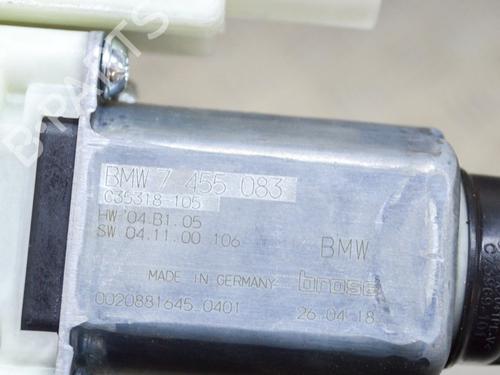 BMW 7 455 083
C35318-105
HW 04.B1.05
SW 04.11.00 106
BMW
MADE IN GERMANY
brose
0020881645.0401
26.04.18
B-PARTS